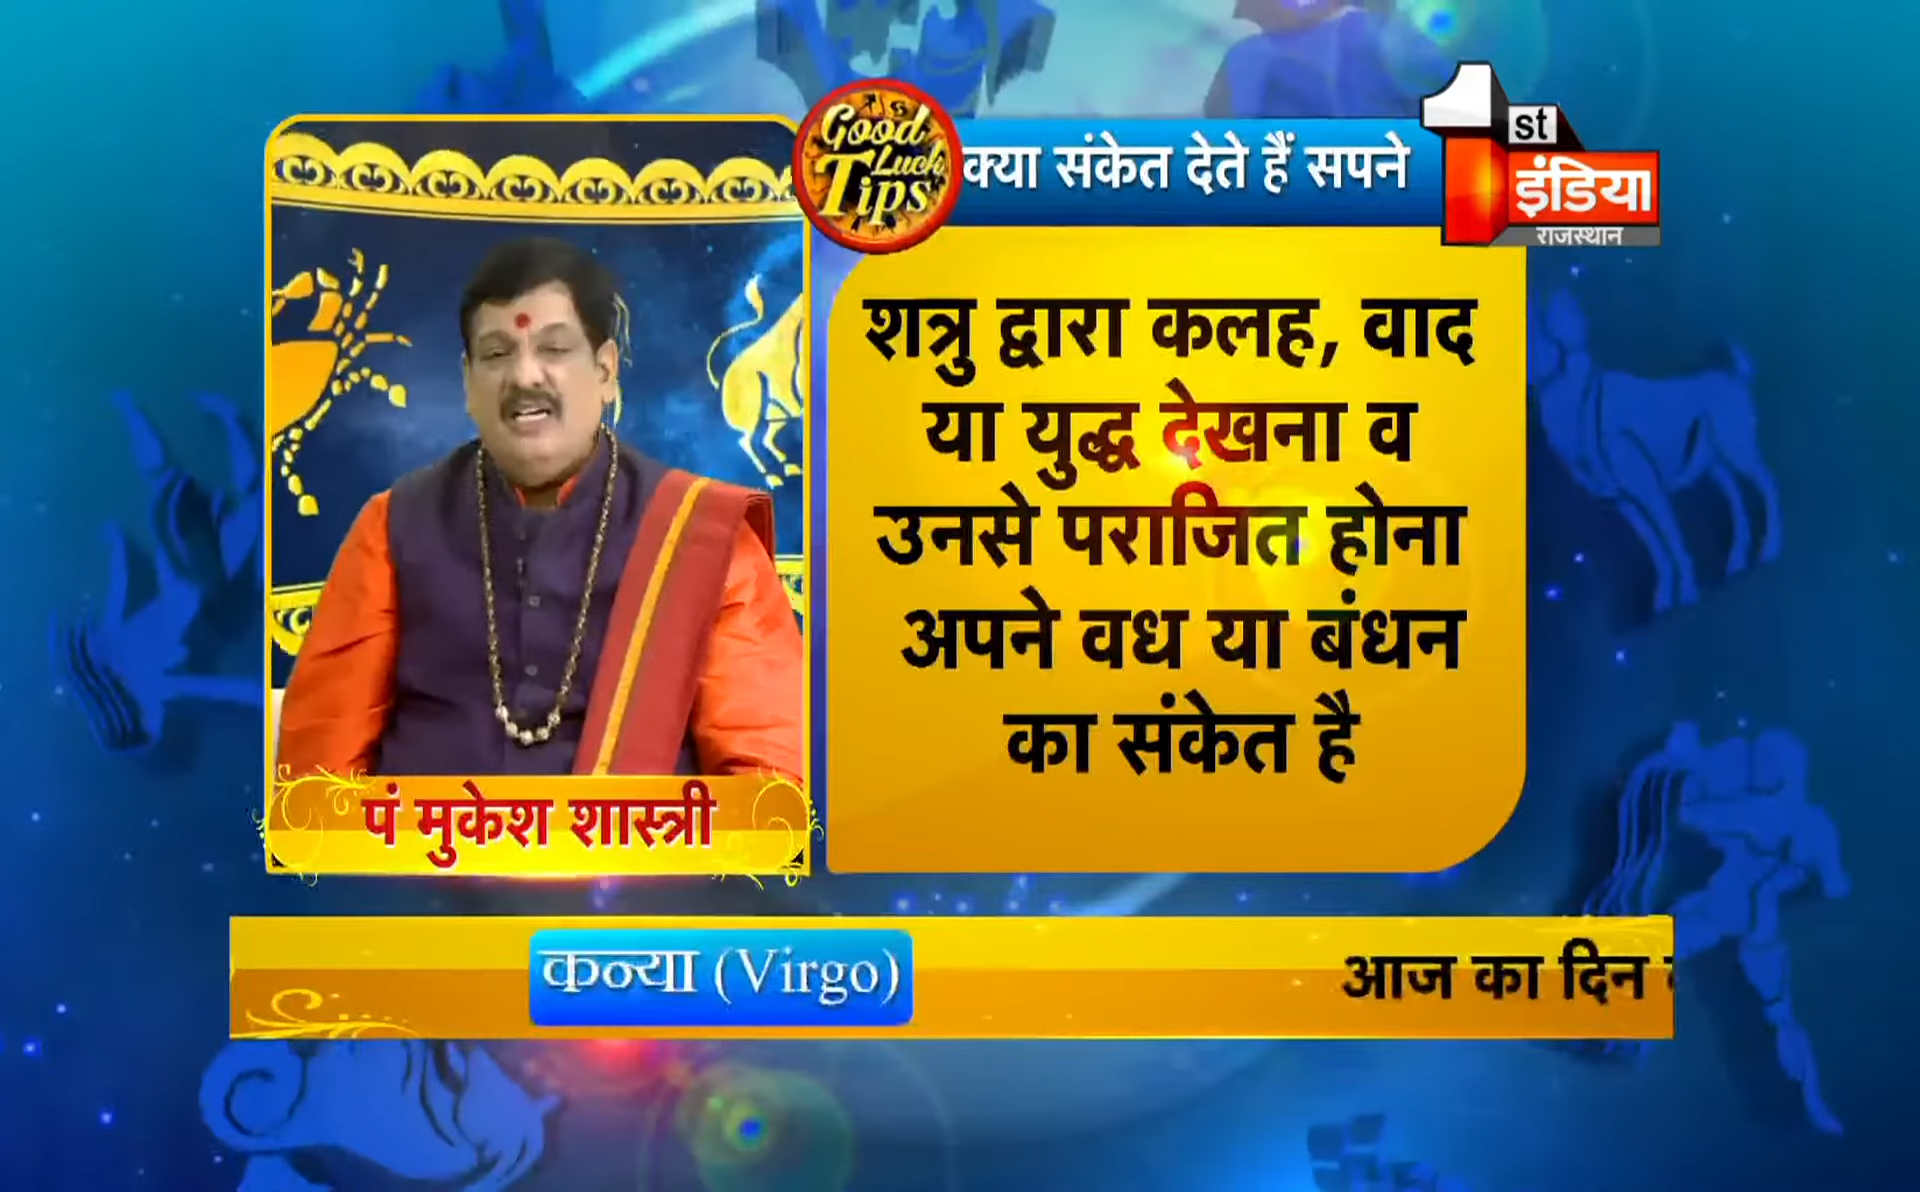 Good
Luck
Tips
क्या संकेत देते हैं सपने
1st
इंडिया
राजस्थान
शत्रु द्वारा कलह, वाद
या युद्ध देखना व
उनसे पराजित होना
अपने वध या बंधन
का संकेत है
पं मुकेश शास्त्री
कन्या (Virgo)
आज का दिन